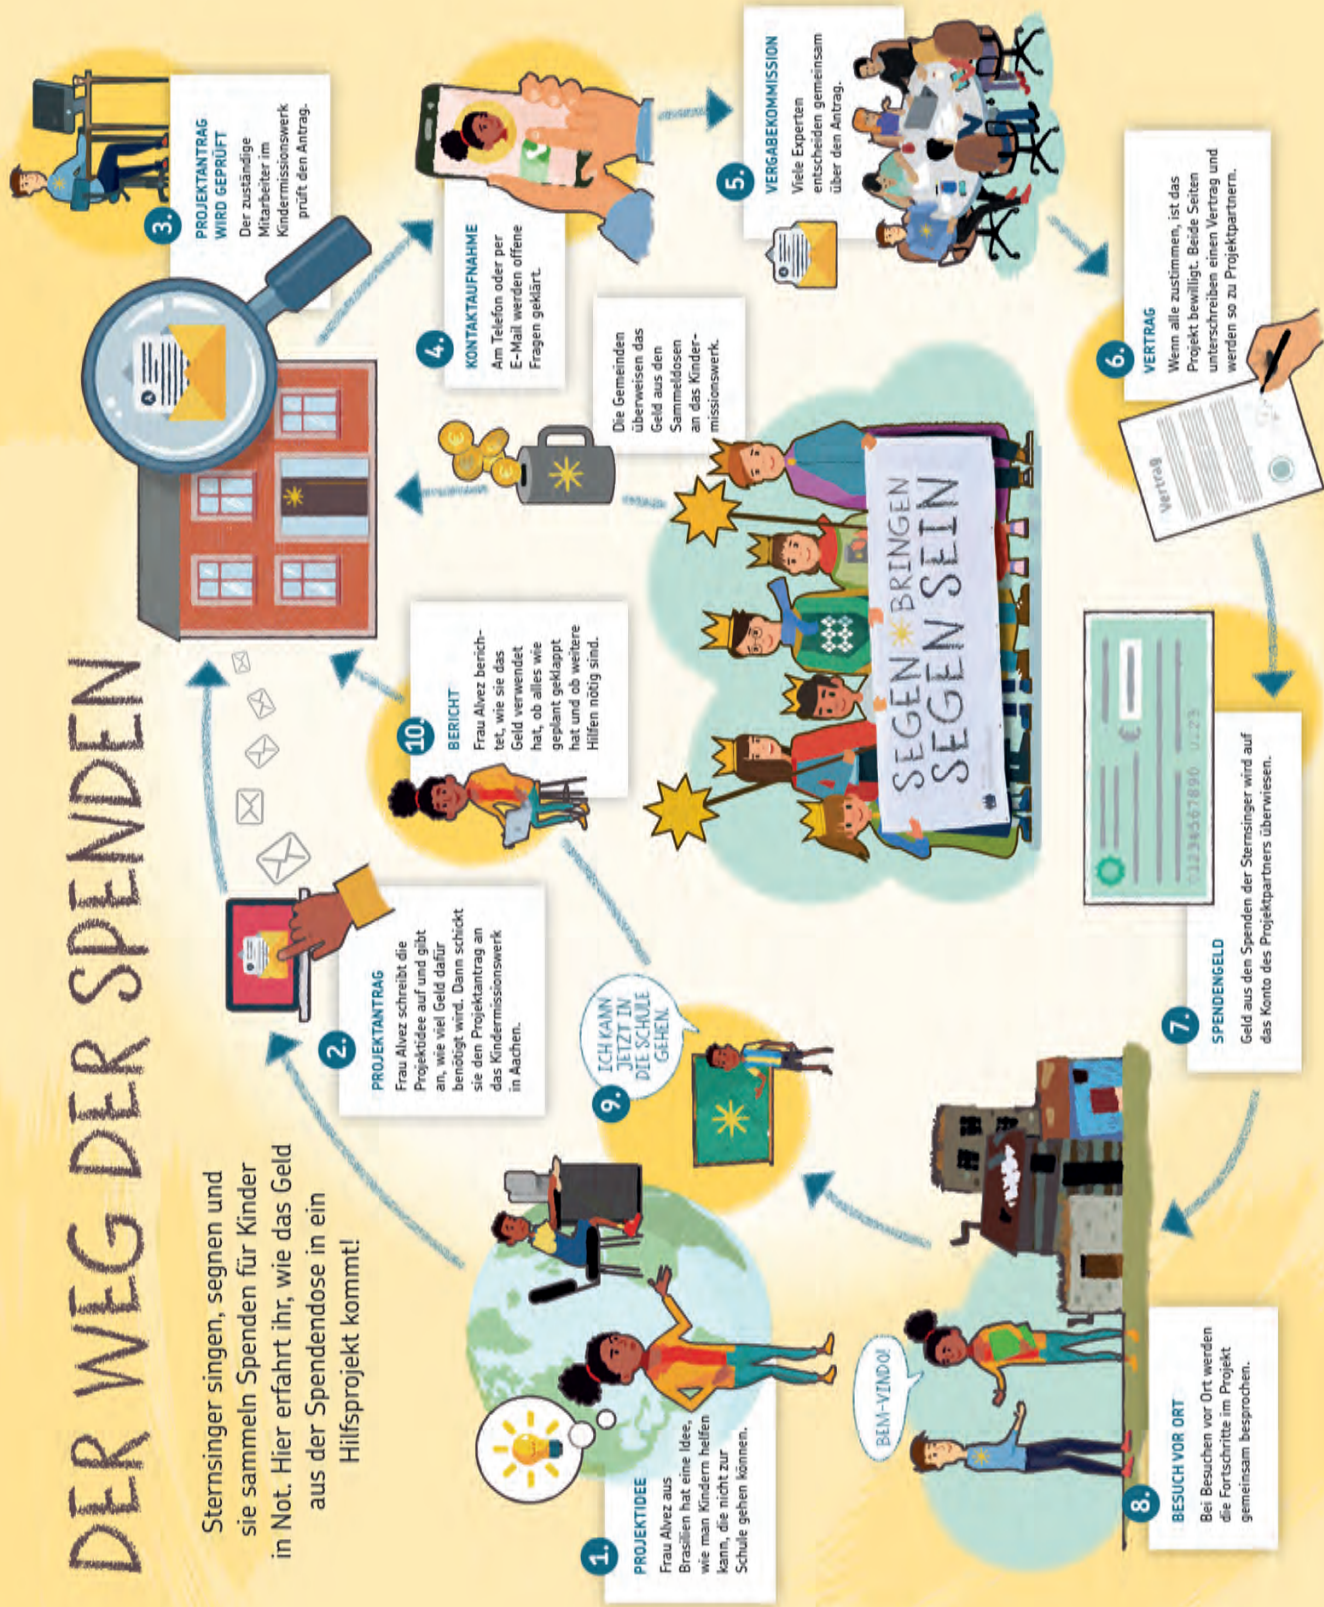 DER WEG DER SPENDEN
Sternsinger singen, segnen und
sie sammeln Spenden für Kinder
in Not. Hier erfahrt ihr, wie das Geld
aus der Spendendose in ein
Hilfsprojekt kommt!
1.
PROJEKTIDEE
Frau Alvez aus
Brasilien hat eine Idee,
wie man Kindern helfen
kann, die nicht zur
Schule gehen können.
2.
PROJEKTANTRAG
Frau Alvez schreibt die
Projektidee auf und gibt
an, wie viel Geld dafür
benötigt wird. Dann schickt
sie den Projektantrag an
das Kindermissionswerk
in Aachen.
3.
PROJEKTANTRAG
WIRD GEPRÜFT
Der zuständige
Mitarbeiter im
Kindermissionswerk
prüft den Antrag.
4.
KONTAKTAUFNAHME
Am Telefon oder per
E-Mail werden offene
Fragen geklärt.
Die Gemeinden
überweisen das
Geld aus den
Sammeldosen
an das Kinder-
missionswerk.
5.
VERGABEKOMMISSION
Viele Experten
entscheiden gemeinsam
über den Antrag.
6.
VERTRAG
Wenn alle zustimmen, ist das
Projekt bewilligt. Beide Seiten
unterschreiben einen Vertrag und
werden so zu Projektpartnern.
Vertrag
7.
SPENDENGELD
Geld aus den Spenden der Sternsinger wird auf
das Konto des Projektpartners überwiesen.
€
01234567890 0123
8.
BESUCH VOR ORT
Bei Besuchen vor Ort werden
die Fortschritte im Projekt
gemeinsam besprochen.
BEM-VINDO!
9.
ICH KANN
JETZT IN
DIE SCHULE
GEHEN.
10.
BERICHT
Frau Alvez berich-
tet, wie sie das
Geld verwendet
hat, ob alles wie
geplant geklappt
hat und ob weitere
Hilfen nötig sind.
SEGEN BRINGEN
SEGEN SEIN